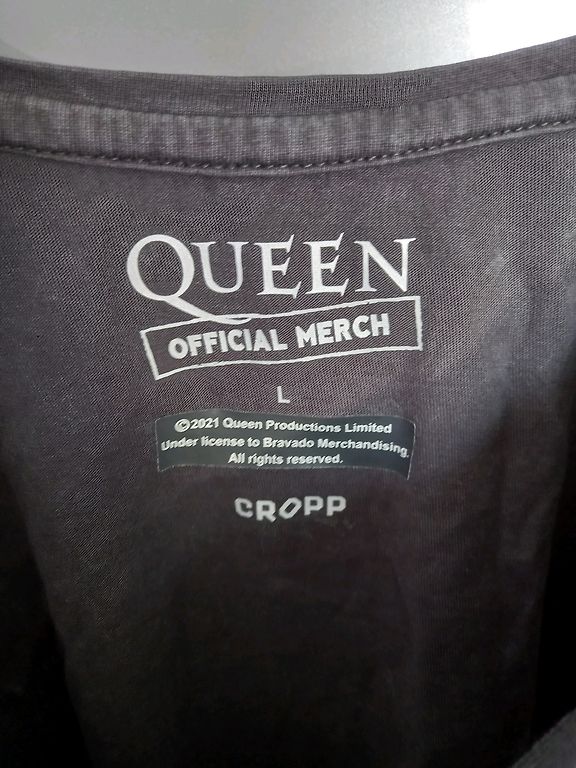 QUEEN
OFFICIAL MERCH
L
©2021 Queen Productions Limited
Under license to Bravado Merchandising.
All rights reserved.
CROPP